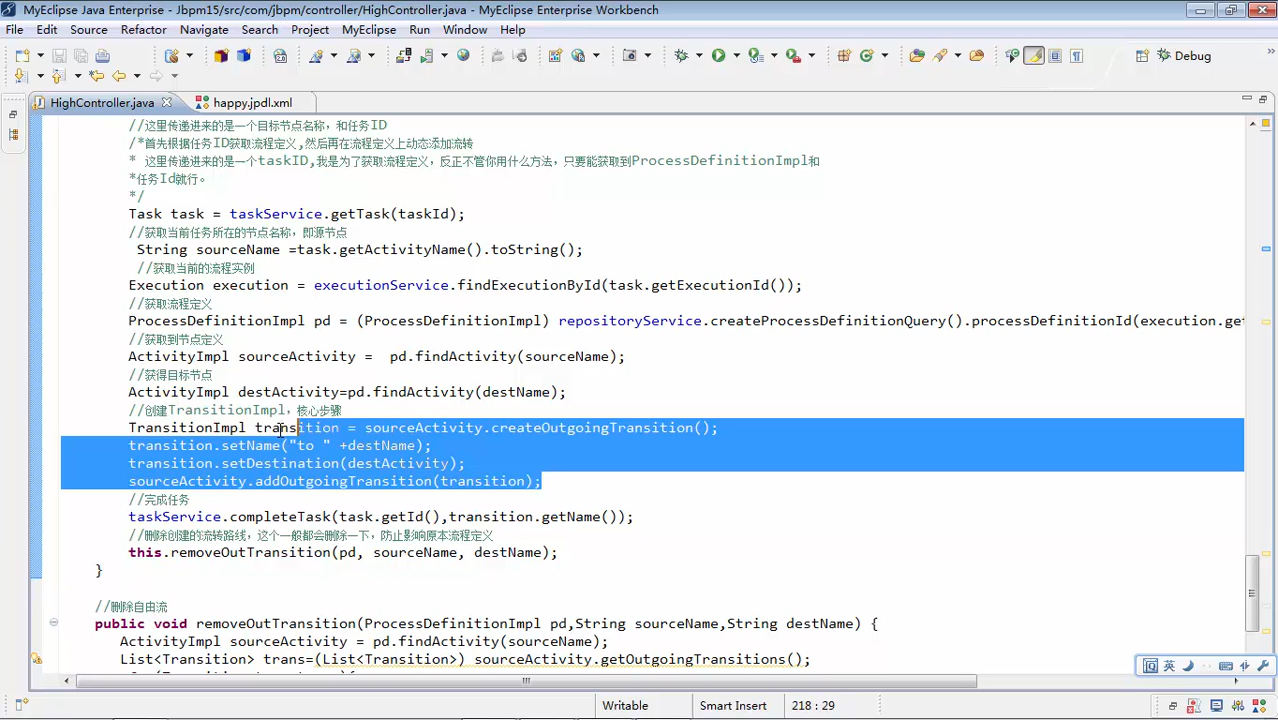 MyEclipse Java Enterprise - Jbpm15/src/com/jbpm/controller/HighController.java - MyEclipse Enterprise Workbench
File Edit Source Refactor Navigate Search Project MyEclipse Run Window Help
Debug
HighController.java happy.jpdl.xml
//这里传递进来的是一个目标节点名称，和任务ID
/*首先根据任务ID获取流程定义,然后再在流程定义上动态添加流转
* 这里传递进来的是一个taskID,我是为了获取流程定义，反正不管你用什么方法，只要能获取到ProcessDefinitionImpl和
*任务Id就行。
*/
Task task = taskService.getTask(taskId);
//获取当前任务所在的节点名称，即源节点
String sourceName =task.getActivityName().toString();
//获取当前的流程实例
Execution execution = executionService.findExecutionById(task.getExecutionId());
//获取流程定义
ProcessDefinitionImpl pd = (ProcessDefinitionImpl) repositoryService.createProcessDefinitionQuery().processDefinitionId(execution.get
//获取到节点定义
ActivityImpl sourceActivity =  pd.findActivity(sourceName);
//获得目标节点
ActivityImpl destActivity=pd.findActivity(destName);
//创建TransitionImpl，核心步骤
TransitionImpl transition = sourceActivity.createOutgoingTransition();
transition.setName("to " +destName);
transition.setDestination(destActivity);
sourceActivity.addOutgoingTransition(transition);
//完成任务
taskService.completeTask(task.getId(),transition.getName());
//删除创建的流转路线，这个一般都会删除一下，防止影响原本流程定义
this.removeOutTransition(pd, sourceName, destName);
}
//删除自由流
public void removeOutTransition(ProcessDefinitionImpl pd,String sourceName,String destName) {
ActivityImpl sourceActivity = pd.findActivity(sourceName);
List<Transition> trans=(List<Transition>) sourceActivity.getOutgoingTransitions();
英
Writable Smart Insert 218 : 29